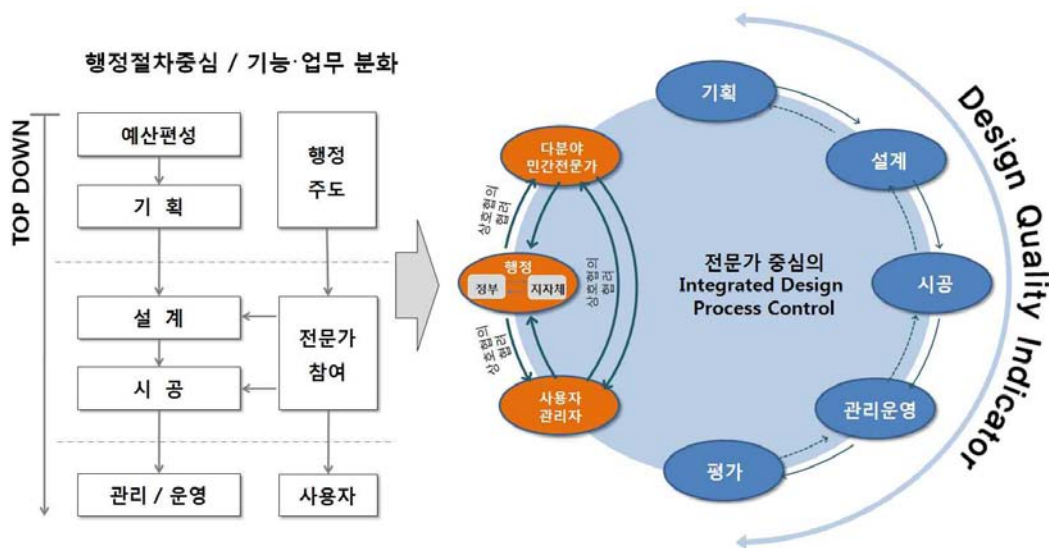 행정절차중심 / 기능·업무 분화
TOP DOWN
예산편성
기 획
설 계
시 공
관리 / 운영
행정
주도
전문가
참여
사용자
다분야
민간전문가
상호협의
협력
행정
정부
지자체
상호협의
협력
상호협의
협력
사용자
관리자
전문가 중심의
Integrated Design
Process Control
기획
설계
시공
관리운영
평가
Design Quality Indicator